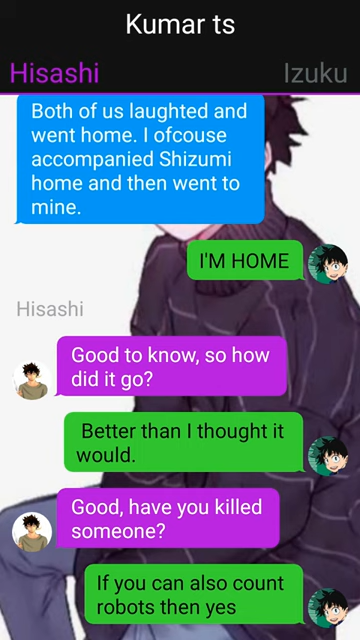 Kumar ts
Hisashi
Izuku
Both of us laughted and
went home. I ofcouse
accompanied Shizumi
home and then went to
mine.
I'M HOME
Hisashi
Good to know, so how
did it go?
Better than I thought it
would.
Good, have you killed
someone?
If you can also count
robots then yes